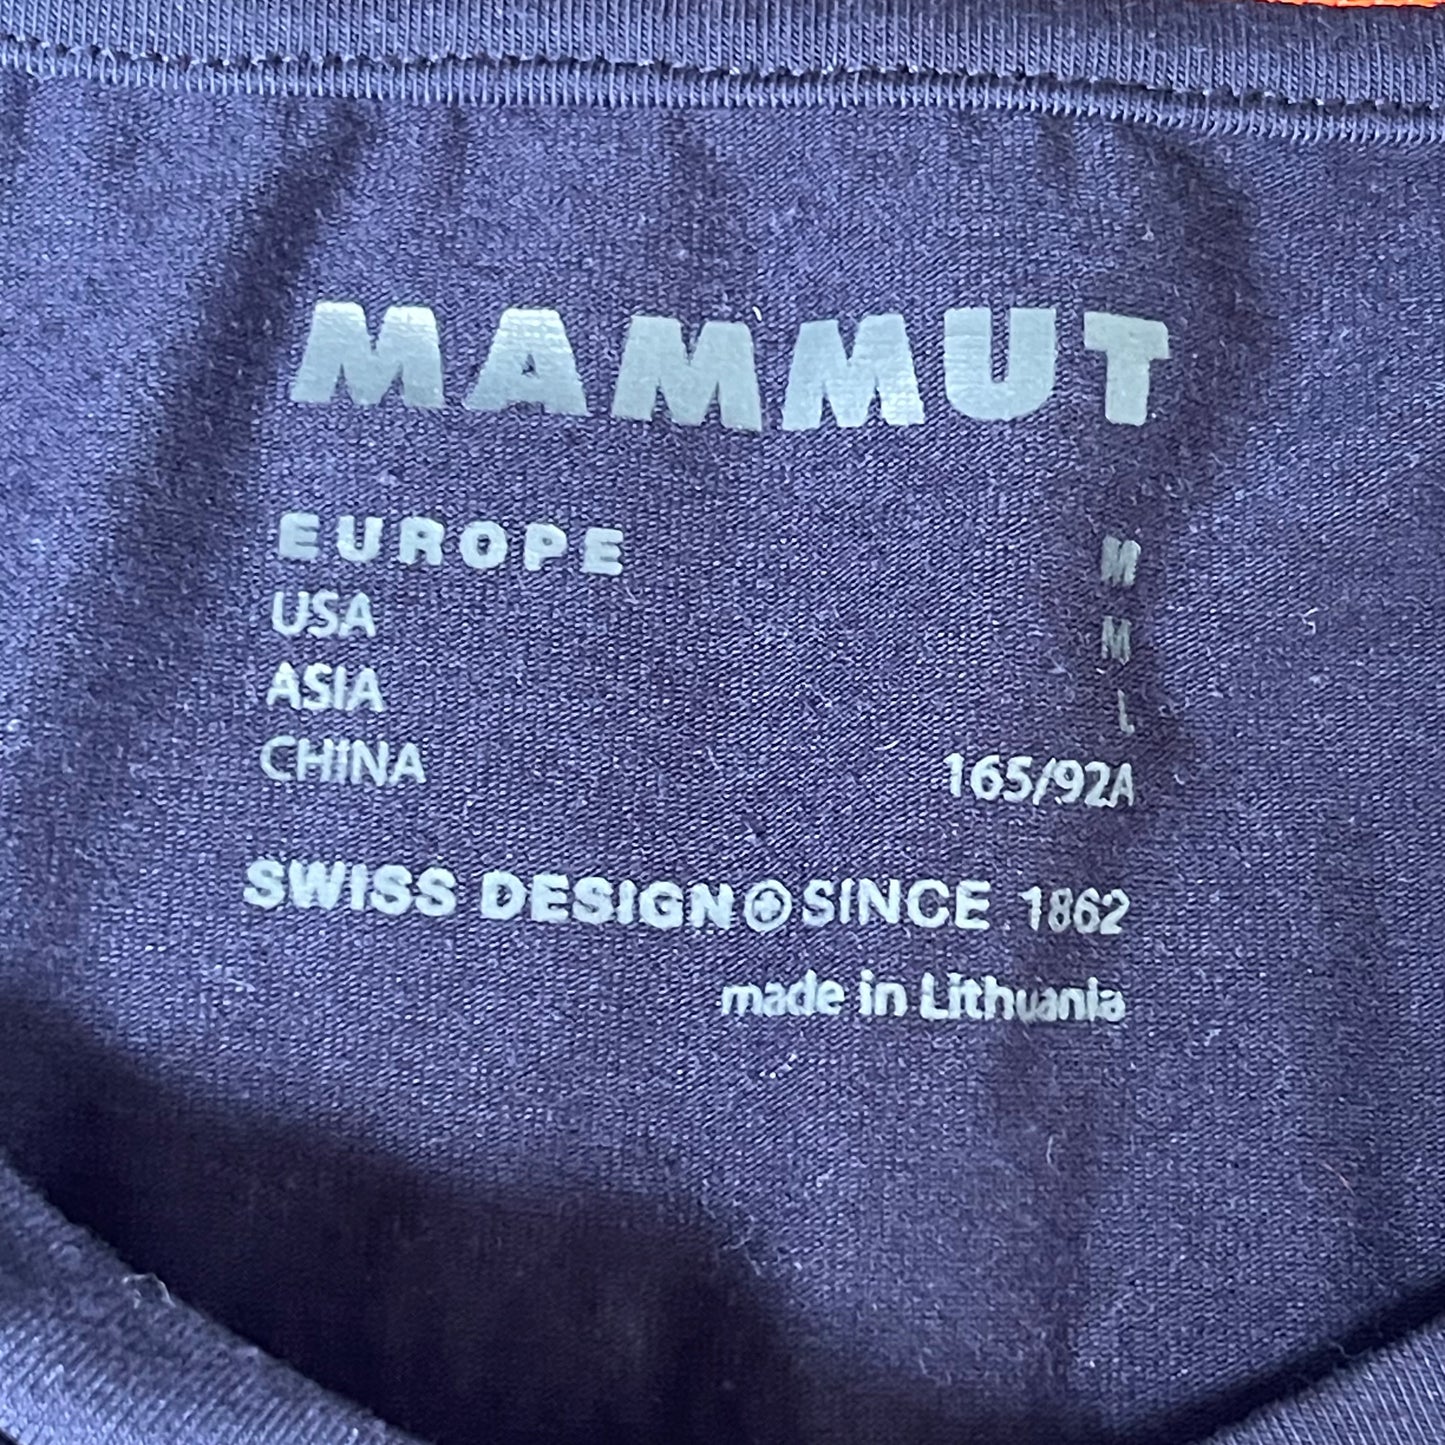 MAMMUT
EUROPE M
USA M
ASIA L
CHINA 165/92A
SWISS DESIGN SINCE 1862
made in Lithuania